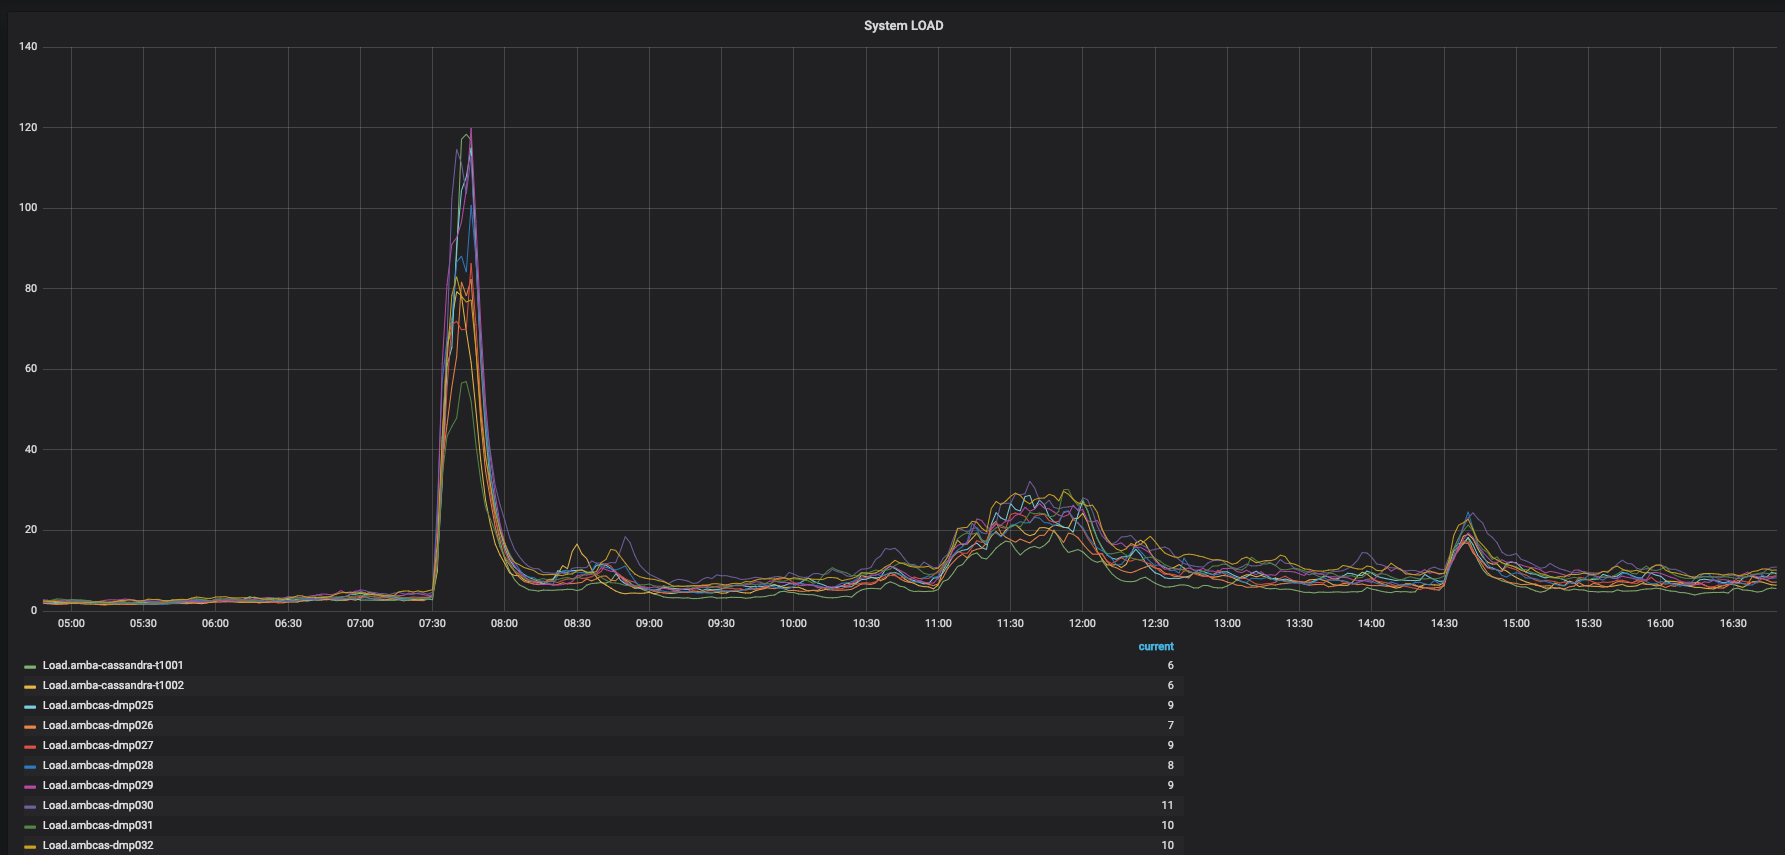 System LOAD
140
120
100
80
60
40
20
0
05:00 05:30 06:00 06:30 07:00 07:30 08:00 08:30 09:00 09:30 10:00 10:30 11:00 11:30 12:00 12:30 13:00 13:30 14:00 14:30 15:00 15:30 16:00 16:30
current
Load.amba-cassandra-t1001 6
Load.amba-cassandra-t1002 6
Load.ambcas-dmp025 9
Load.ambcas-dmp026 7
Load.ambcas-dmp027 9
Load.ambcas-dmp028 8
Load.ambcas-dmp029 9
Load.ambcas-dmp030 11
Load.ambcas-dmp031 10
Load.ambcas-dmp032 10